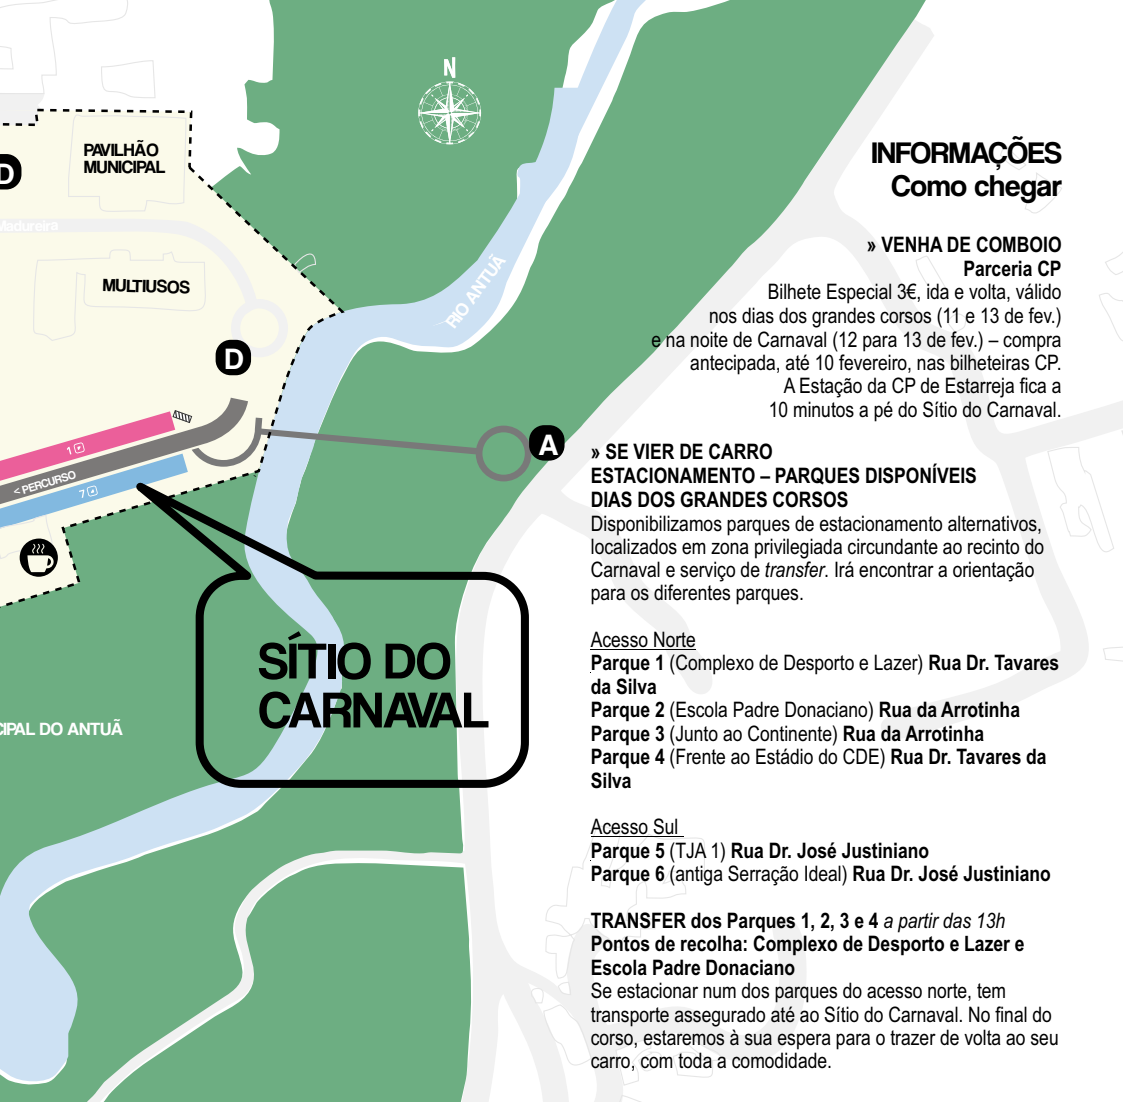 N
PAVILHÃO
MUNICIPAL
D
Madureira
MULTIUSOS
RIO ANTUÃ
D
A
1
< PERCURSO
7
SÍTIO DO
CARNAVAL
CIPAL DO ANTUÃ
INFORMAÇÕES
Como chegar
» VENHA DE COMBOIO
Parceria CP
Bilhete Especial 3€, ida e volta, válido
nos dias dos grandes corsos (11 e 13 de fev.)
e na noite de Carnaval (12 para 13 de fev.) – compra
antecipada, até 10 fevereiro, nas bilheteiras CP.
A Estação da CP de Estarreja fica a
10 minutos a pé do Sítio do Carnaval.
» SE VIER DE CARRO
ESTACIONAMENTO – PARQUES DISPONÍVEIS
DIAS DOS GRANDES CORSOS
Disponibilizamos parques de estacionamento alternativos,
localizados em zona privilegiada circundante ao recinto do
Carnaval e serviço de transfer. Irá encontrar a orientação
para os diferentes parques.
Acesso Norte
Parque 1 (Complexo de Desporto e Lazer) Rua Dr. Tavares
da Silva
Parque 2 (Escola Padre Donaciano) Rua da Arrotinha
Parque 3 (Junto ao Continente) Rua da Arrotinha
Parque 4 (Frente ao Estádio do CDE) Rua Dr. Tavares da
Silva
Acesso Sul
Parque 5 (TJA 1) Rua Dr. José Justiniano
Parque 6 (antiga Serração Ideal) Rua Dr. José Justiniano
TRANSFER dos Parques 1, 2, 3 e 4 a partir das 13h
Pontos de recolha: Complexo de Desporto e Lazer e
Escola Padre Donaciano
Se estacionar num dos parques do acesso norte, tem
transporte assegurado até ao Sítio do Carnaval. No final do
corso, estaremos à sua espera para o trazer de volta ao seu
carro, com toda a comodidade.